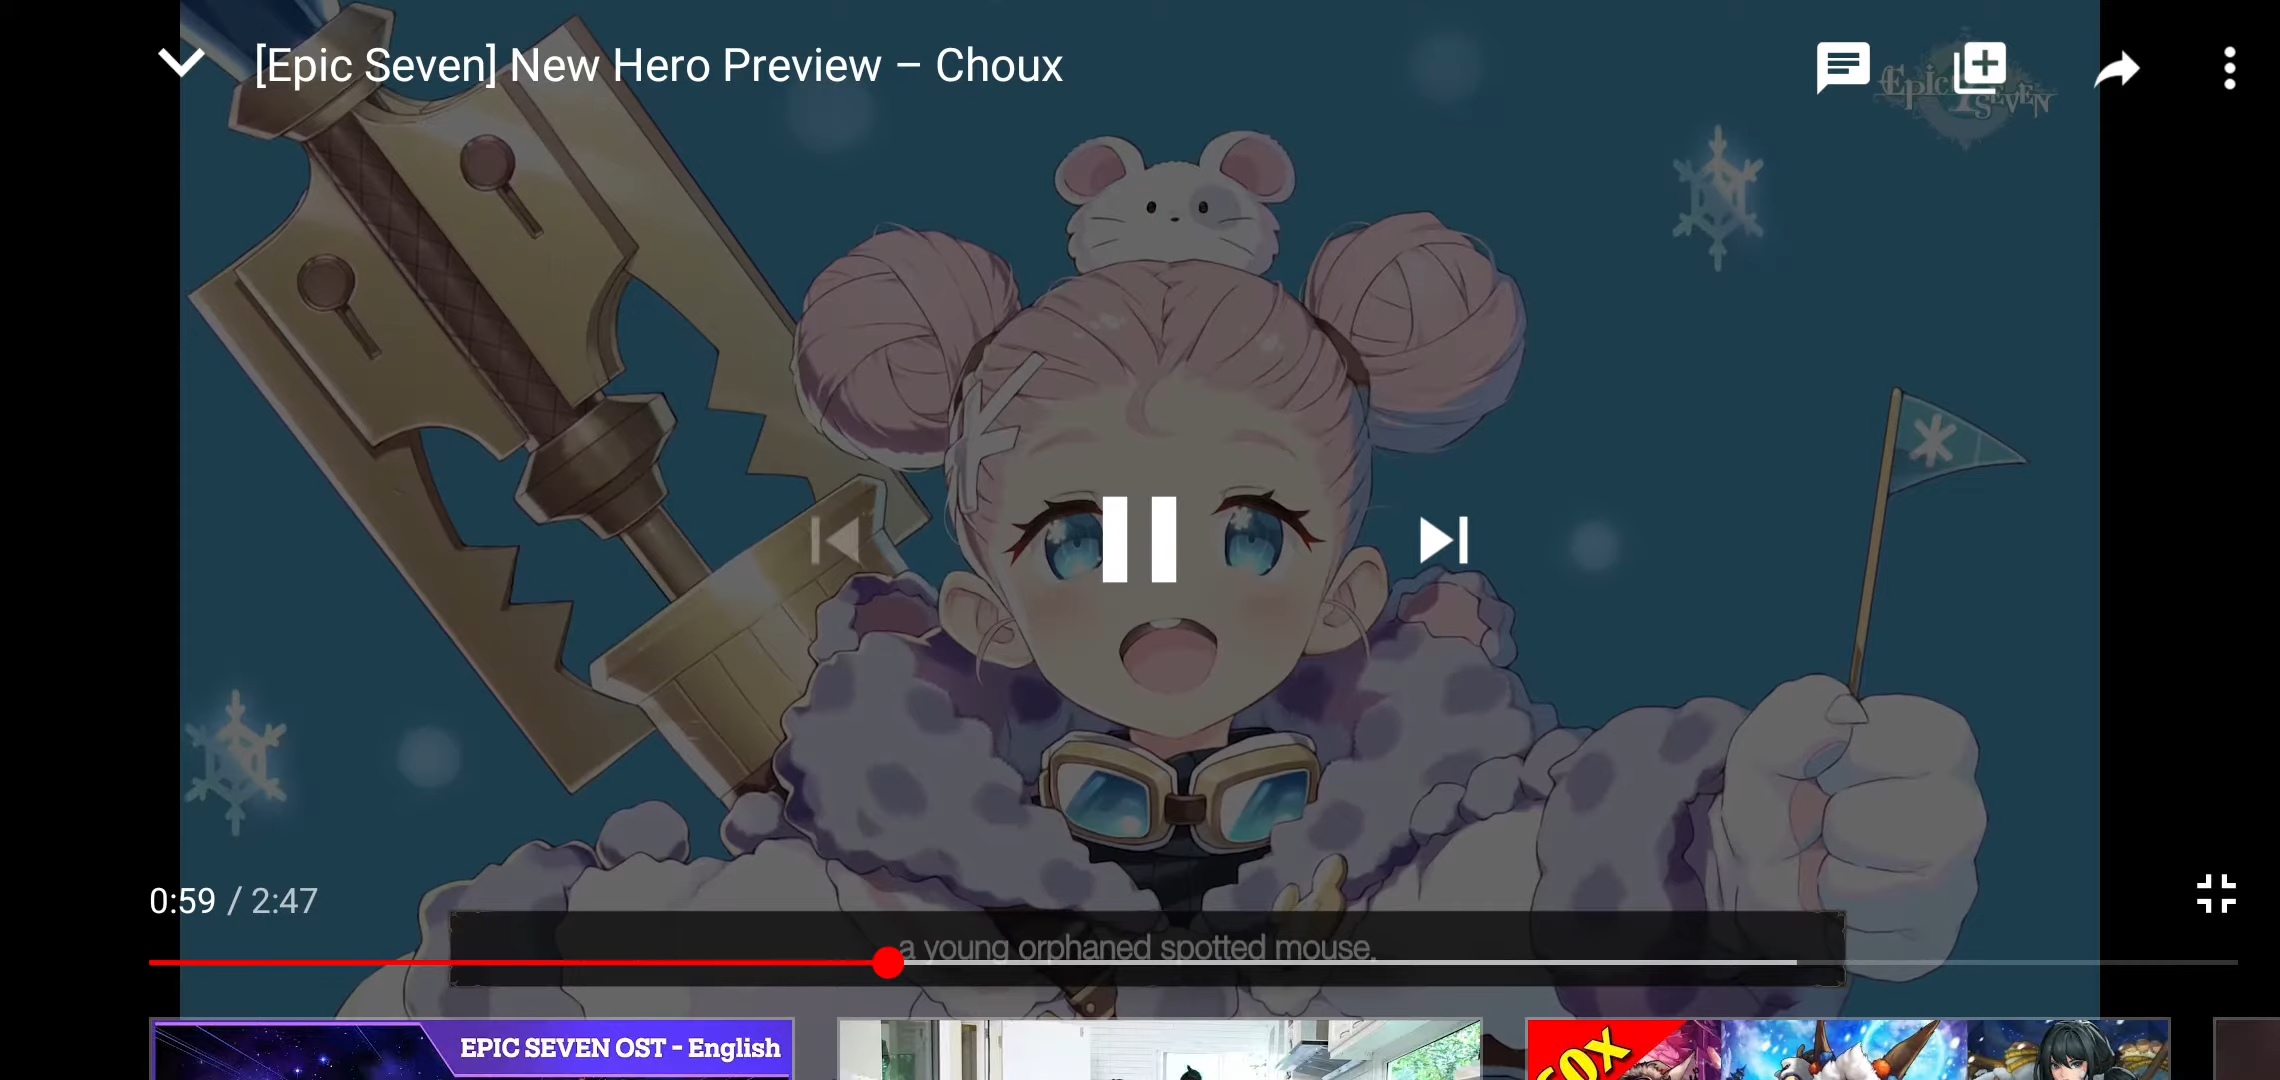 [Epic Seven] New Hero Preview – Choux
Epic Seven
0:59 / 2:47
a young orphaned spotted mouse.
EPIC SEVEN OST - English
60x